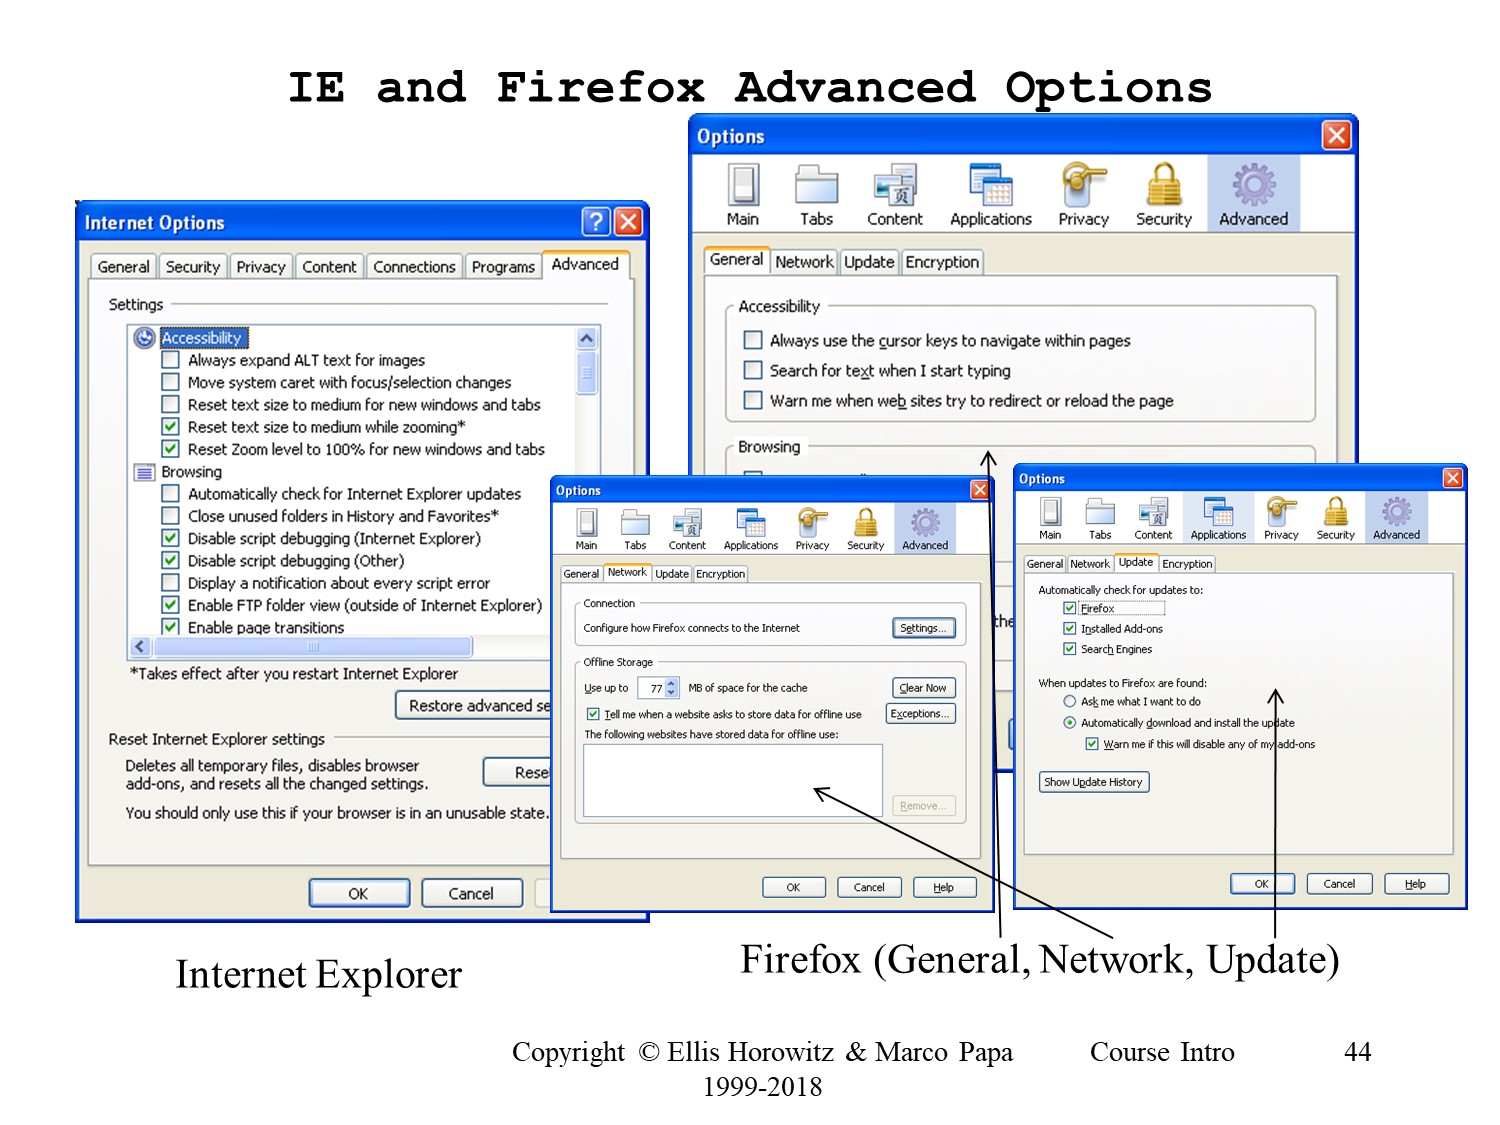 IE and Firefox Advanced Options
Internet Options
General Security Privacy Content Connections Programs Advanced
Settings
Accessibility
Always expand ALT text for images
Move system caret with focus/selection changes
Reset text size to medium for new windows and tabs
Reset text size to medium while zooming*
Reset Zoom level to 100% for new windows and tabs
Browsing
Automatically check for Internet Explorer updates
Close unused folders in History and Favorites*
Disable script debugging (Internet Explorer)
Disable script debugging (Other)
Display a notification about every script error
Enable FTP folder view (outside of Internet Explorer)
Enable page transitions
*Takes effect after you restart Internet Explorer
Restore advanced se
Reset Internet Explorer settings
Deletes all temporary files, disables browser
add-ons, and resets all the changed settings.
Rese
You should only use this if your browser is in an unusable state.
OK Cancel
Options
Main Tabs Content Applications Privacy Security Advanced
General Network Update Encryption
Accessibility
Always use the cursor keys to navigate within pages
Search for text when I start typing
Warn me when web sites try to redirect or reload the page
Browsing
the
Options
Main Tabs Content Applications Privacy Security Advanced
General Network Update Encryption
Connection
Configure how Firefox connects to the Internet Settings...
Offline Storage
Use up to 77 MB of space for the cache Clear Now
Tell me when a website asks to store data for offline use Exceptions...
The following websites have stored data for offline use:
Remove...
OK Cancel Help
Options
Main Tabs Content Applications Privacy Security Advanced
General Network Update Encryption
Automatically check for updates to:
Firefox
Installed Add-ons
Search Engines
When updates to Firefox are found:
Ask me what I want to do
Automatically download and install the update
Warn me if this will disable any of my add-ons
Show Update History
OK Cancel Help
Internet Explorer
Firefox (General, Network, Update)
Copyright © Ellis Horowitz & Marco Papa
1999-2018
Course Intro
44